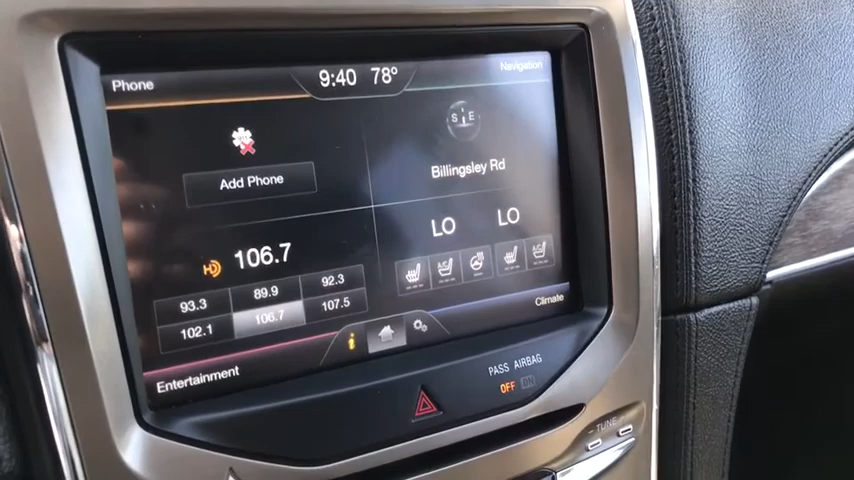 Phone
9:40 78°
Navigation
S E
Add Phone
Billingsley Rd
HD 106.7
LO LO
A/C A/C
93.3 89.9 92.3
102.1 106.7 107.5
i
Entertainment
Climate
PASS AIRBAG
OFF ON
- TUNE -